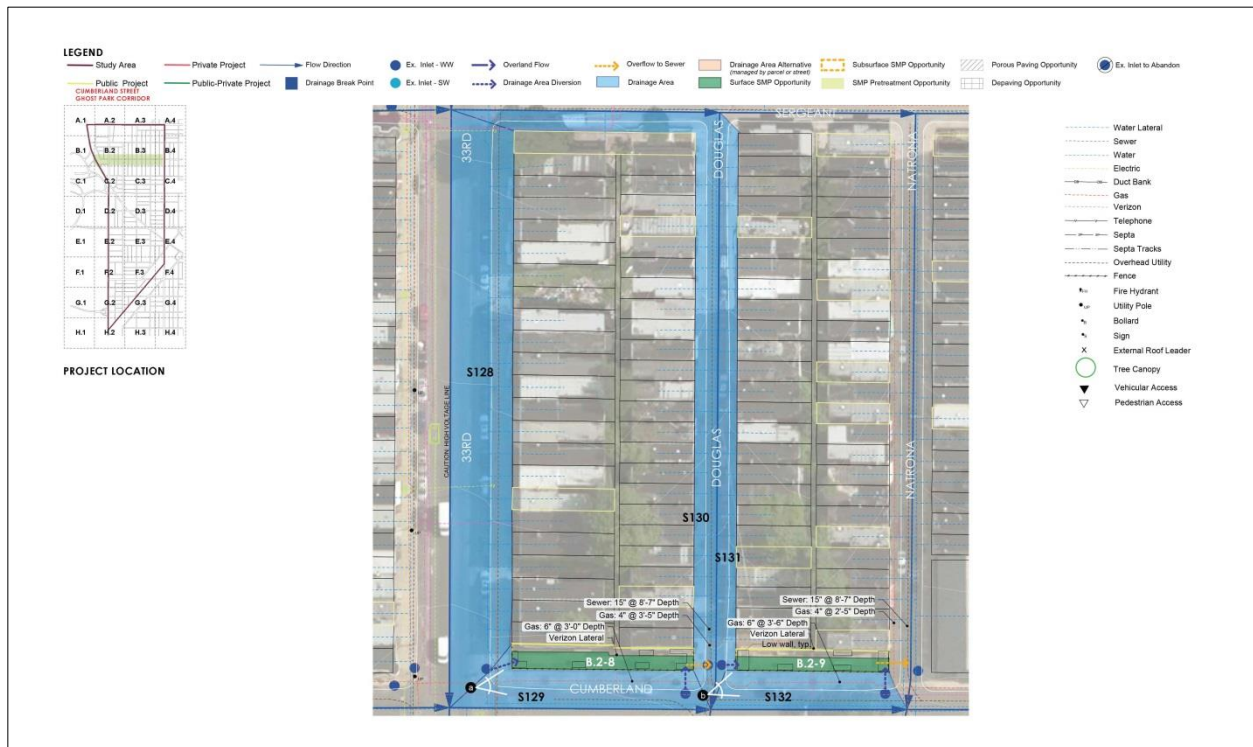 LEGEND
Study Area
Private Project
Flow Direction
Ex. Inlet - WW
Overland Flow
Overflow to Sewer
Drainage Area Alternative
(managed by parcel or street)
Subsurface SMP Opportunity
Porous Paving Opportunity
Ex. Inlet to Abandon
Public Project
Public-Private Project
Drainage Break Point
Ex. Inlet - SW
Drainage Area Diversion
Drainage Area
Surface SMP Opportunity
SMP Pretreatment Opportunity
Depaving Opportunity
CUMBERLAND STREET
GHOST PARK CORRIDOR
A.1 A.2 A.3 A.4
B.1 B.2 B.3 B.4
C.1 C.2 C.3 C.4
D.1 D.2 D.3 D.4
E.1 E.2 E.3 E.4
F.1 F.2 F.3 F.4
G.1 G.2 G.3 G.4
H.1 H.2 H.3 H.4
PROJECT LOCATION
SERGEANT
33RD
DOUGLAS
NATRONA
S128
33RD
CAUTION: HIGH VOLTAGE LINE
DOUGLAS
NATRONA
S130
S131
Sewer: 15" @ 8'-7" Depth
Gas: 4" @ 3'-5" Depth
Gas: 6" @ 3'-0" Depth
Verizon Lateral
Sewer: 15" @ 8'-7" Depth
Gas: 4" @ 2'-5" Depth
Gas: 6" @ 3'-6" Depth
Verizon Lateral
Low wall, typ.
B.2-8
B.2-9
a
CUMBERLAND
b
S129
S132
Water Lateral
Sewer
Water
Electric
Duct Bank
Gas
Verizon
Telephone
Septa
Septa Tracks
Overhead Utility
Fence
Fire Hydrant
Utility Pole
Bollard
Sign
X External Roof Leader
Tree Canopy
Vehicular Access
Pedestrian Access